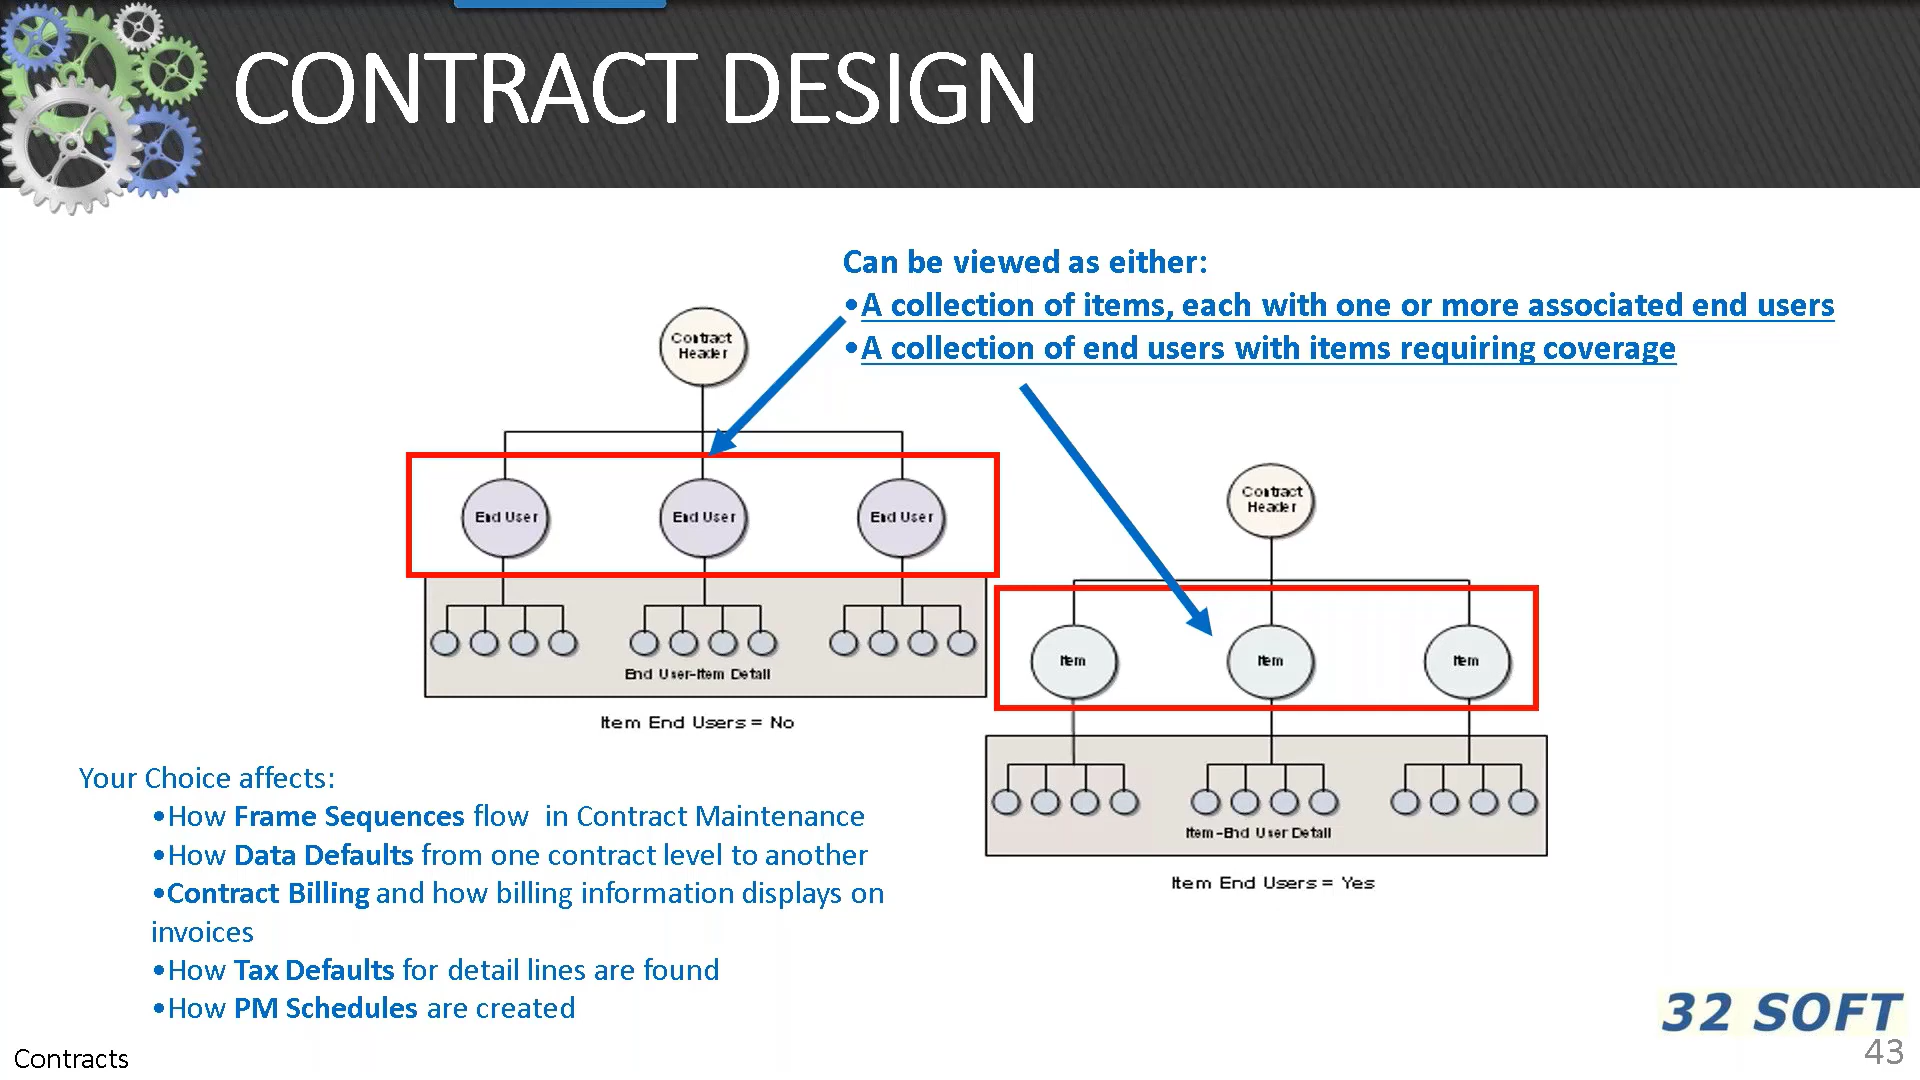 CONTRACT DESIGN
Can be viewed as either:
•A collection of items, each with one or more associated end users
•A collection of end users with items requiring coverage
Contract
Header
End User
End User
End User
End User-Item Detail
Item End Users = No
Contract
Header
Item
Item
Item
Item-End User Detail
Item End Users = Yes
Your Choice affects:
•How Frame Sequences flow in Contract Maintenance
•How Data Defaults from one contract level to another
•Contract Billing and how billing information displays on
invoices
•How Tax Defaults for detail lines are found
•How PM Schedules are created
32 SOFT
Contracts
43